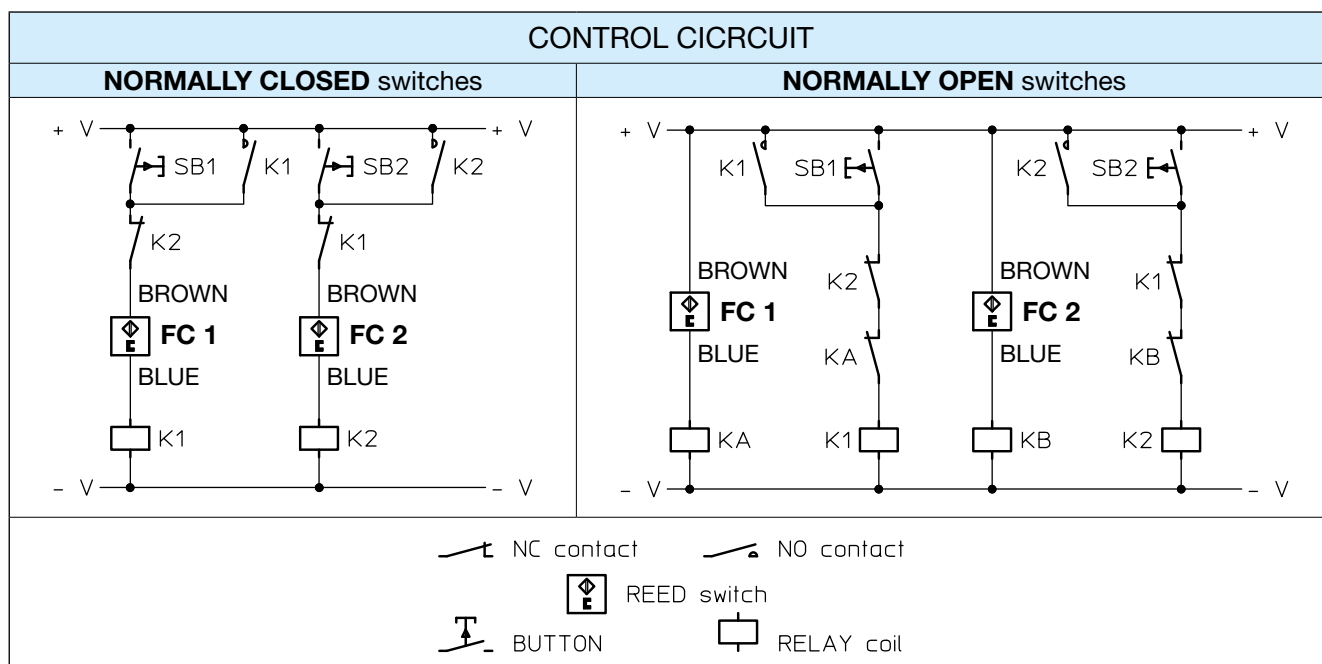 CONTROL CICRCUIT
NORMALLY CLOSED switches
NORMALLY OPEN switches
+ V + V
SB1 K1 SB2 K2
K2 K1
BROWN BROWN
FC 1 FC 2
BLUE BLUE
K1 K2
- V - V
+ V + V
K1 SB1 K2 SB2
BROWN K2 BROWN K1
FC 1 FC 2
BLUE KA BLUE KB
KA K1 KB K2
- V - V
NC contact NO contact
REED switch
BUTTON RELAY coil